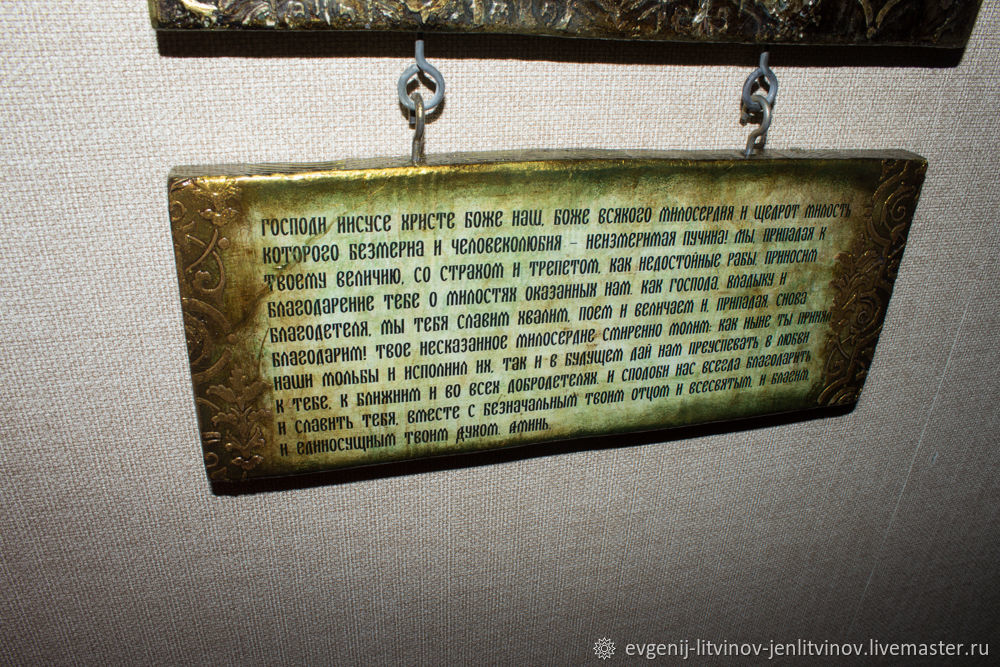 Господи Иисусе Христе Боже наш, Боже всякого милосердия и щедрот милость
которого безмерна и человеколюбия – неизмеримая пучина! Мы, припадая к
твоему величию, со страхом и трепетом, как недостойные рабы, приносим
благодарение тебе о милостях оказанных нам. Как Господа, Владыку и
благодетеля, мы тебя славим хвалим, поем и величаем и, припадая, снова
благодарим! Твое несказанное милосердие смиренно молим: как ныне ты принял
наши мольбы и исполнил их, так и в будущем дай нам преуспевать в любви
к тебе, к ближним и во всех добродетелях. И сподоби нас всегда благодарить
и славить тебя, вместе с безначальным твоим Отцом и всесвятым, и благим,
и единосущным твоим Духом. Аминь.
evgenij-litvinov-jenlitvinov.livemaster.ru